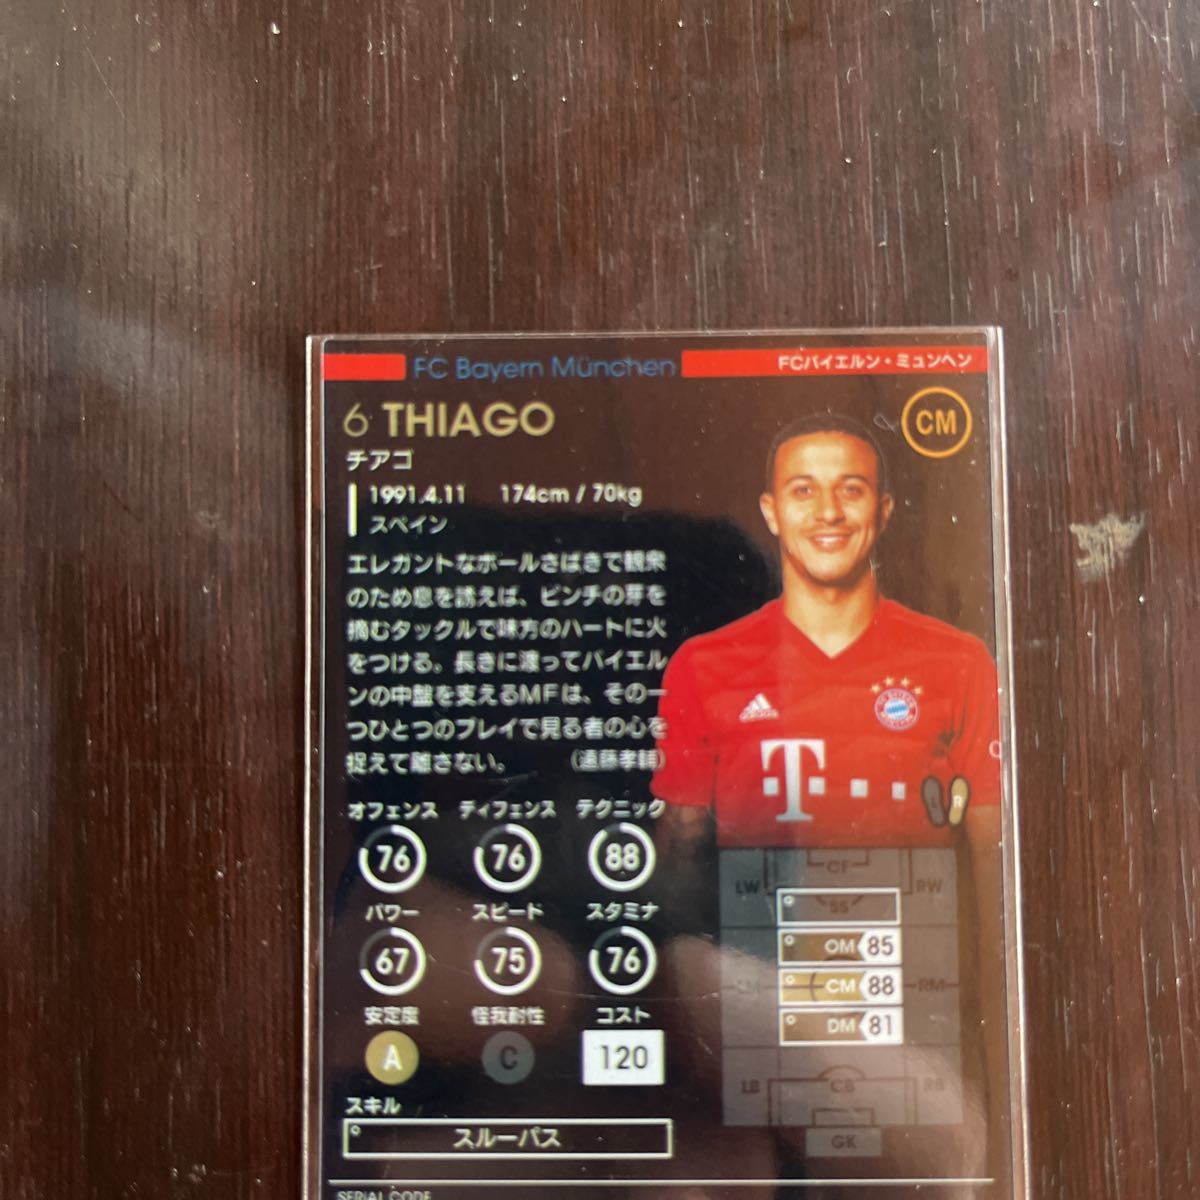 FC Bayern München
FCバイエルン・ミュンヘン
6 THIAGO
CM
チアゴ
1991.4.11 174cm / 70kg
スペイン
エレガントなボールさばきで観衆
のため息を誘えば、ピンチの芽を
摘むタックルで味方のハートに火
をつける。長きに渡ってバイエル
ンの中盤を支えるMFは、その一
つひとつのプレイで見る者の心を
捉えて離さない。 (遠藤孝輔)
adidas
T
L R
オフェンス ディフェンス テクニック
76 76 88
パワー スピード スタミナ
67 75 76
安定度 怪我耐性 コスト
A C 120
スキル
スルーパス
CF
LW RW
SS
OM 85
LM CM 88 RM
DM 81
LB CB RB
GK
SERIAL CODE